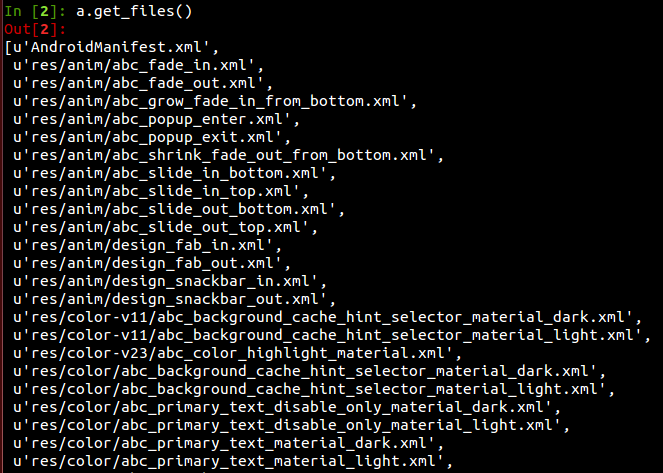 In [2]: a.get_files()
Out[2]:
[u'AndroidManifest.xml',
 u'res/anim/abc_fade_in.xml',
 u'res/anim/abc_fade_out.xml',
 u'res/anim/abc_grow_fade_in_from_bottom.xml',
 u'res/anim/abc_popup_enter.xml',
 u'res/anim/abc_popup_exit.xml',
 u'res/anim/abc_shrink_fade_out_from_bottom.xml',
 u'res/anim/abc_slide_in_bottom.xml',
 u'res/anim/abc_slide_in_top.xml',
 u'res/anim/abc_slide_out_bottom.xml',
 u'res/anim/abc_slide_out_top.xml',
 u'res/anim/design_fab_in.xml',
 u'res/anim/design_fab_out.xml',
 u'res/anim/design_snackbar_in.xml',
 u'res/anim/design_snackbar_out.xml',
 u'res/color-v11/abc_background_cache_hint_selector_material_dark.xml',
 u'res/color-v11/abc_background_cache_hint_selector_material_light.xml',
 u'res/color-v23/abc_color_highlight_material.xml',
 u'res/color/abc_background_cache_hint_selector_material_dark.xml',
 u'res/color/abc_background_cache_hint_selector_material_light.xml',
 u'res/color/abc_primary_text_disable_only_material_dark.xml',
 u'res/color/abc_primary_text_disable_only_material_light.xml',
 u'res/color/abc_primary_text_material_dark.xml',
 u'res/color/abc_primary_text_material_light.xml',